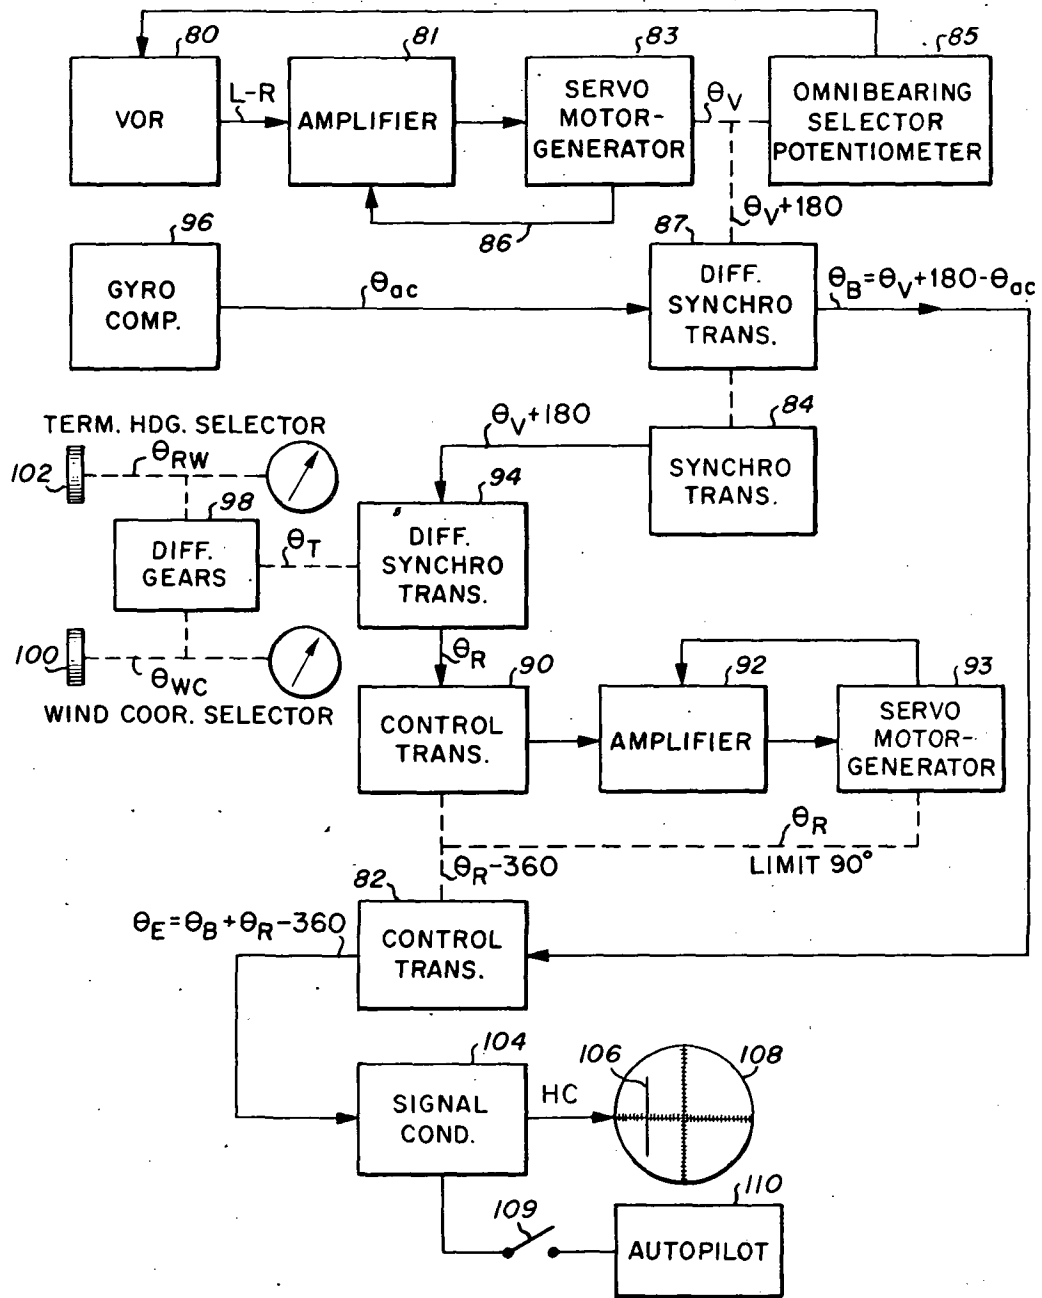 80
81
83
85
VOR
L-R
AMPLIFIER
SERVO
MOTOR-
GENERATOR
θV
OMNIBEARING
SELECTOR
POTENTIOMETER
86
θV+180
96
87
GYRO
COMP.
θac
DIFF.
SYNCHRO
TRANS.
θB=θV+180-θac
84
θV+180
SYNCHRO
TRANS.
TERM. HDG. SELECTOR
102
θRW
98
DIFF.
GEARS
θT
94
DIFF.
SYNCHRO
TRANS.
100
θWC
WIND COOR. SELECTOR
θR
90
92
93
CONTROL
TRANS.
AMPLIFIER
SERVO
MOTOR-
GENERATOR
θR
LIMIT 90°
θR-360
82
θE=θB+θR-360
CONTROL
TRANS.
104
106
108
SIGNAL
COND.
HC
109
110
AUTOPILOT